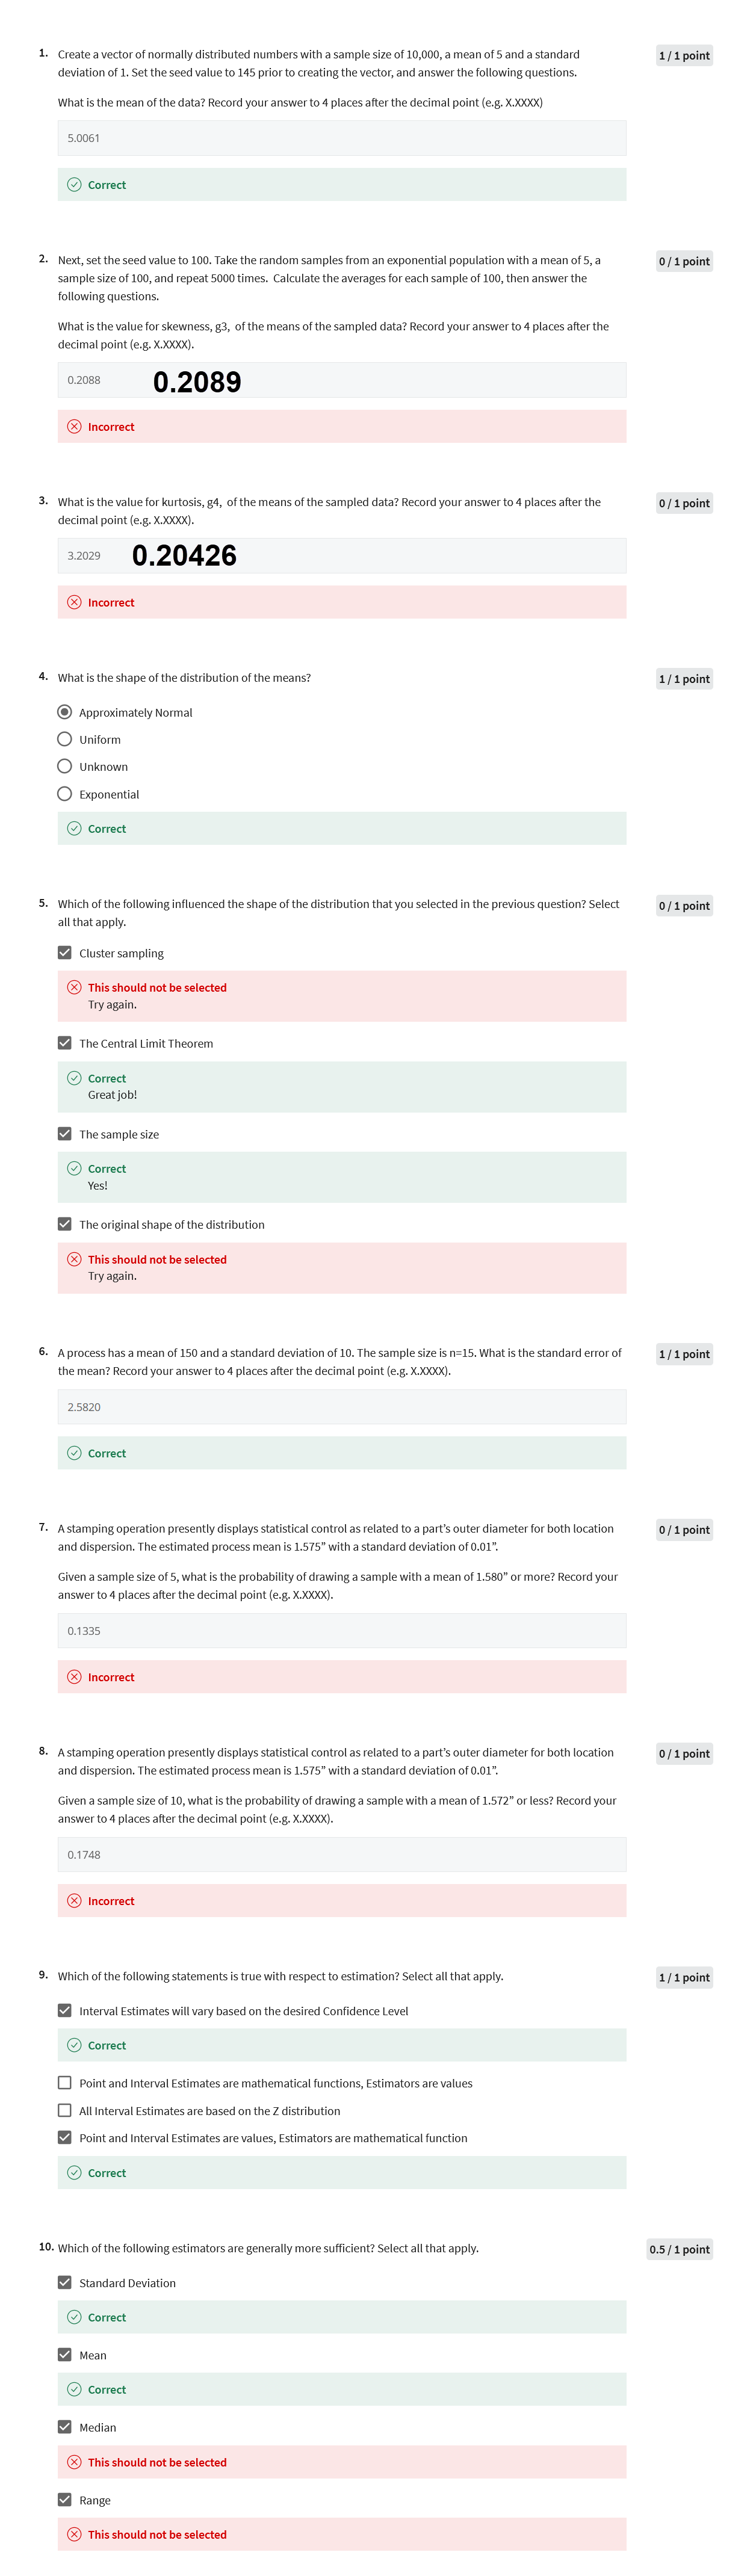 1. Create a vector of normally distributed numbers with a sample size of 10,000, a mean of 5 and a standard
deviation of 1. Set the seed value to 145 prior to creating the vector, and answer the following questions.
1 / 1 point
What is the mean of the data? Record your answer to 4 places after the decimal point (e.g. X.XXXX)
5.0061
Correct
2. Next, set the seed value to 100. Take the random samples from an exponential population with a mean of 5, a
sample size of 100, and repeat 5000 times. Calculate the averages for each sample of 100, then answer the
following questions.
0 / 1 point
What is the value for skewness, g3, of the means of the sampled data? Record your answer to 4 places after the
decimal point (e.g. X.XXXX).
0.2088 0.2089
Incorrect
3. What is the value for kurtosis, g4, of the means of the sampled data? Record your answer to 4 places after the
decimal point (e.g. X.XXXX).
0 / 1 point
3.2029 0.20426
Incorrect
4. What is the shape of the distribution of the means?
1 / 1 point
Approximately Normal
Uniform
Unknown
Exponential
Correct
5. Which of the following influenced the shape of the distribution that you selected in the previous question? Select
all that apply.
0 / 1 point
Cluster sampling
This should not be selected
Try again.
The Central Limit Theorem
Correct
Great job!
The sample size
Correct
Yes!
The original shape of the distribution
This should not be selected
Try again.
6. A process has a mean of 150 and a standard deviation of 10. The sample size is n=15. What is the standard error of
the mean? Record your answer to 4 places after the decimal point (e.g. X.XXXX).
1 / 1 point
2.5820
Correct
7. A stamping operation presently displays statistical control as related to a part's outer diameter for both location
and dispersion. The estimated process mean is 1.575” with a standard deviation of 0.01”.
0 / 1 point
Given a sample size of 5, what is the probability of drawing a sample with a mean of 1.580” or more? Record your
answer to 4 places after the decimal point (e.g. X.XXXX).
0.1335
Incorrect
8. A stamping operation presently displays statistical control as related to a part's outer diameter for both location
and dispersion. The estimated process mean is 1.575” with a standard deviation of 0.01”.
0 / 1 point
Given a sample size of 10, what is the probability of drawing a sample with a mean of 1.572” or less? Record your
answer to 4 places after the decimal point (e.g. X.XXXX).
0.1748
Incorrect
9. Which of the following statements is true with respect to estimation? Select all that apply.
1 / 1 point
Interval Estimates will vary based on the desired Confidence Level
Correct
Point and Interval Estimates are mathematical functions, Estimators are values
All Interval Estimates are based on the Z distribution
Point and Interval Estimates are values, Estimators are mathematical function
Correct
10. Which of the following estimators are generally more sufficient? Select all that apply.
0.5 / 1 point
Standard Deviation
Correct
Mean
Correct
Median
This should not be selected
Range
This should not be selected